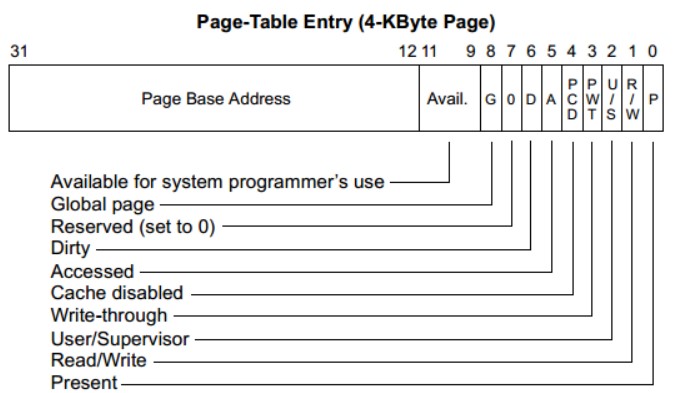 Page-Table Entry (4-KByte Page)
31 12 11 9 8 7 6 5 4 3 2 1 0
Page Base Address Avail. G 0 D A PCD PWT U/S R/W P
Available for system programmer's use
Global page
Reserved (set to 0)
Dirty
Accessed
Cache disabled
Write-through
User/Supervisor
Read/Write
Present